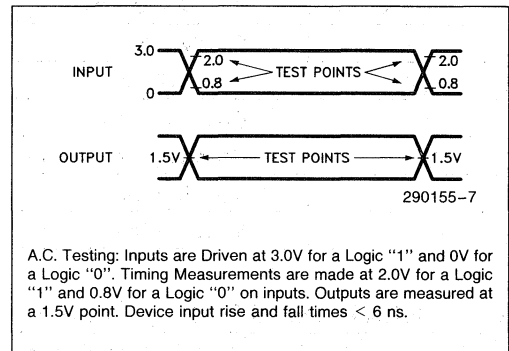 3.0
INPUT
2.0
TEST POINTS
2.0
0.8
0.8
0
OUTPUT
1.5V
TEST POINTS
1.5V
290155-7
A.C. Testing: Inputs are Driven at 3.0V for a Logic "1" and 0V for
a Logic "0". Timing Measurements are made at 2.0V for a Logic
"1" and 0.8V for a Logic "0" on inputs. Outputs are measured at
a 1.5V point. Device input rise and fall times < 6 ns.